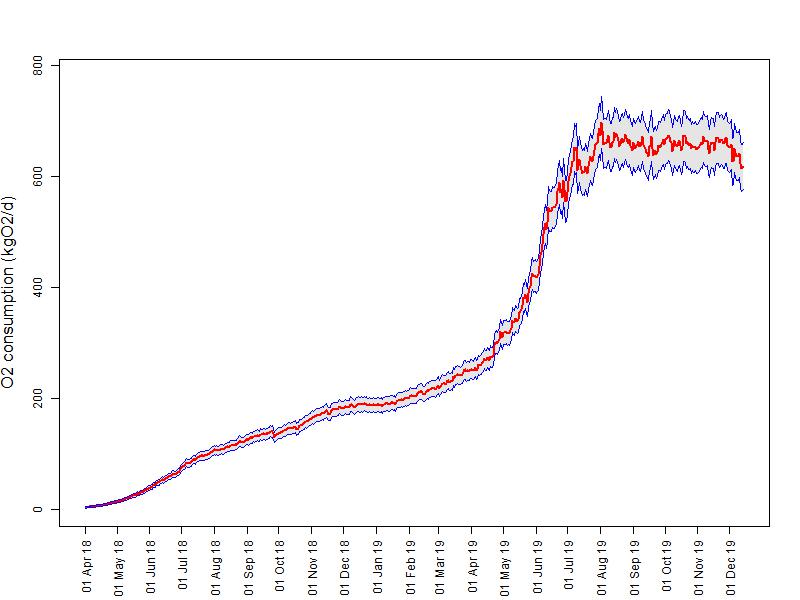 O2 consumption (kgO2/d)
800
600
400
200
0
01 Apr 18
01 May 18
01 Jun 18
01 Jul 18
01 Aug 18
01 Sep 18
01 Oct 18
01 Nov 18
01 Dec 18
01 Jan 19
01 Feb 19
01 Mar 19
01 Apr 19
01 May 19
01 Jun 19
01 Jul 19
01 Aug 19
01 Sep 19
01 Oct 19
01 Nov 19
01 Dec 19